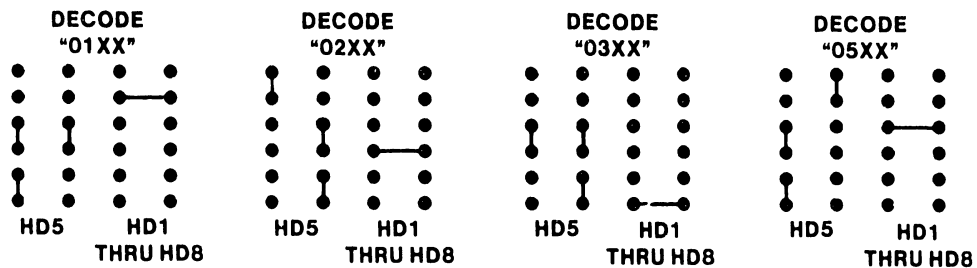 DECODE
“01XX”
HD5
HD1
THRU HD8
DECODE
“02XX”
HD5
HD1
THRU HD8
DECODE
“03XX”
HD5
HD1
THRU HD8
DECODE
“05XX”
HD5
HD1
THRU HD8